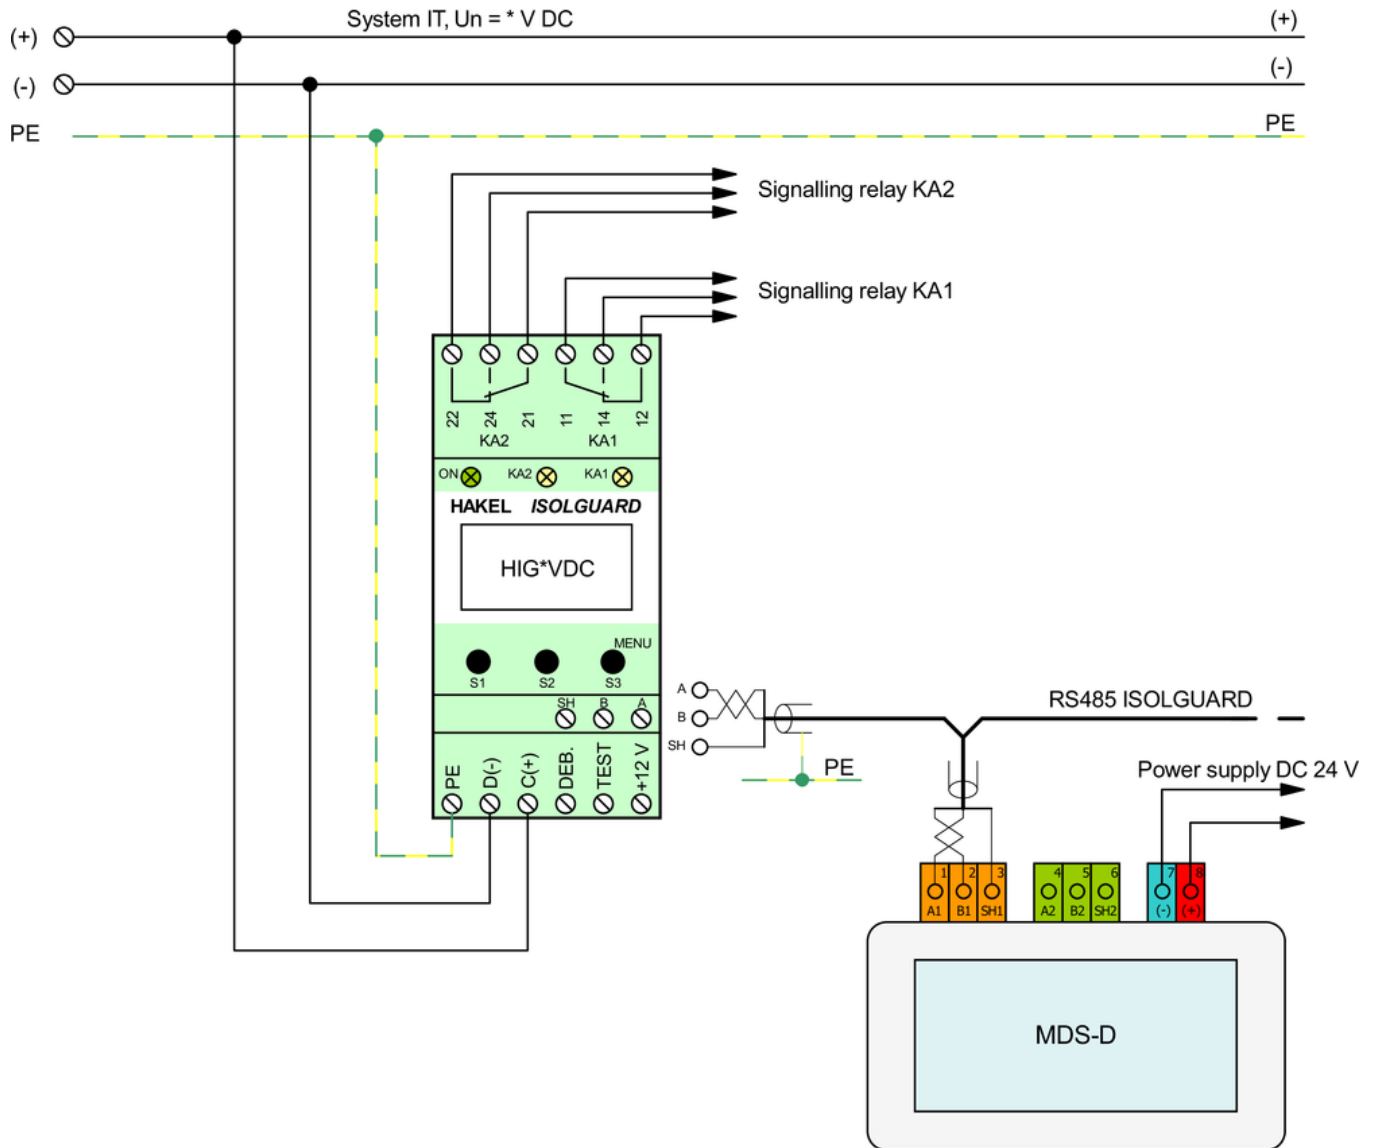 System IT, Un = * V DC
(+) (+)
(-) (-)
PE PE
Signalling relay KA2
Signalling relay KA1
22 24 21 11 14 12
KA2 KA1
ON KA2 KA1
HAKEL ISOLGUARD
HIG*VDC
MENU
S1 S2 S3
SH B A
PE D(-) C(+) DEB. TEST +12 V
A
B
SH
PE
RS485 ISOLGUARD
Power supply DC 24 V
1 2 3 4 5 6 7 8
A1 B1 SH1 A2 B2 SH2 (-) (+)
MDS-D